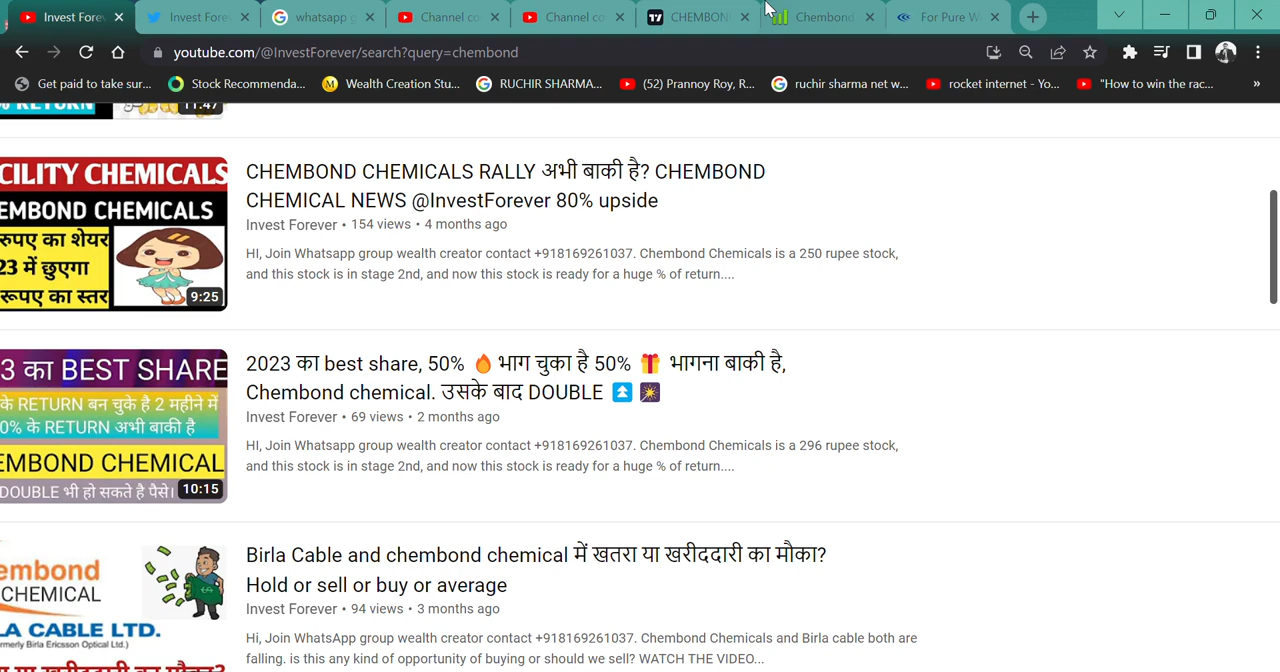 Invest Fore
Invest Forev
whatsapp g
Channel co
Channel co
CHEMBON
Chembond
For Pure W
youtube.com/@InvestForever/search?query=chembond
Get paid to take sur...
Stock Recommenda...
Wealth Creation Stu...
RUCHIR SHARMA...
(52) Prannoy Roy, R...
ruchir sharma net w...
rocket internet - Yo...
"How to win the rac...
»
% RETURN
11:47
CILITY CHEMICALS
EMBOND CHEMICALS
रुपए का शेयर
23 में छुएगा
रूपए का स्तर
9:25
CHEMBOND CHEMICALS RALLY अभी बाकी है? CHEMBOND
CHEMICAL NEWS @InvestForever 80% upside
Invest Forever • 154 views • 4 months ago
HI, Join Whatsapp group wealth creator contact +918169261037. Chembond Chemicals is a 250 rupee stock,
and this stock is in stage 2nd, and now this stock is ready for a huge % of return....
3 का BEST SHARE
के RETURN बन चुके है 2 महीने में
0% के RETURN अभी बाकी है
EMBOND CHEMICAL
DOUBLE भी हो सकते है पैसे।
10:15
2023 का best share, 50% 🔥 भाग चुका है 50% 🎁 भागना बाकी है,
Chembond chemical. उसके बाद DOUBLE ⏫ 🎆
Invest Forever • 69 views • 2 months ago
HI, Join Whatsapp group wealth creator contact +918169261037. Chembond Chemicals is a 296 rupee stock,
and this stock is in stage 2nd, and now this stock is ready for a huge % of return....
embond
CHEMICAL
LA CABLE LTD.
ormerly Birla Ericsson Optical Ltd.)
Birla Cable and chembond chemical में खतरा या खरीददारी का मौका?
Hold or sell or buy or average
Invest Forever • 94 views • 3 months ago
Hi, Join WhatsApp group wealth creator contact +918169261037. Chembond Chemicals and Birla cable both are
falling. is this any kind of opportunity of buying or should we sell? WATCH THE VIDEO...